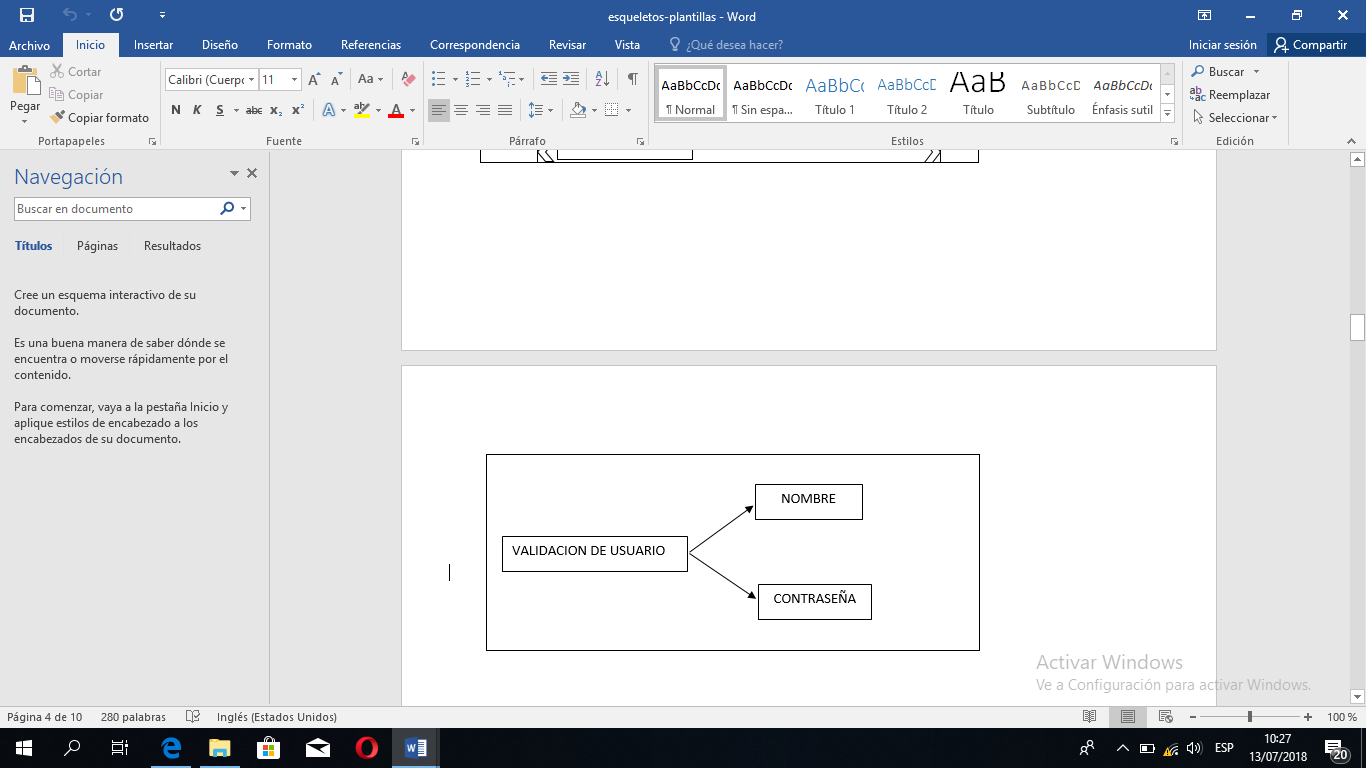 esqueletos-plantillas - Word
Archivo Inicio Insertar Diseño Formato Referencias Correspondencia Revisar Vista ¿Qué desea hacer? Iniciar sesión Compartir
Pegar
Cortar
Copiar
Copiar formato
Portapapeles
Calibri (Cuerpo 11
Aa
N K S abc x₂ x² A aby A
Fuente
Párrafo
AaBbCcDc AaBbCcDc AaBbCc AaBbCcD AaB AaBbCcD AaBbCcDc
¶ Normal ¶ Sin espa... Título 1 Título 2 Título Subtítulo Énfasis sutil
Estilos
Buscar
Reemplazar
Seleccionar
Edición
Navegación
Buscar en documento
Títulos Páginas Resultados
Cree un esquema interactivo de su
documento.
Es una buena manera de saber dónde se
encuentra o moverse rápidamente por el
contenido.
Para comenzar, vaya a la pestaña Inicio y
aplique estilos de encabezado a los
encabezados de su documento.
NOMBRE
VALIDACION DE USUARIO
CONTRASEÑA
Activar Windows
Ve a Configuración para activar Windows.
Página 4 de 10 280 palabras Inglés (Estados Unidos) 100 %
ESP
10:27
13/07/2018
20